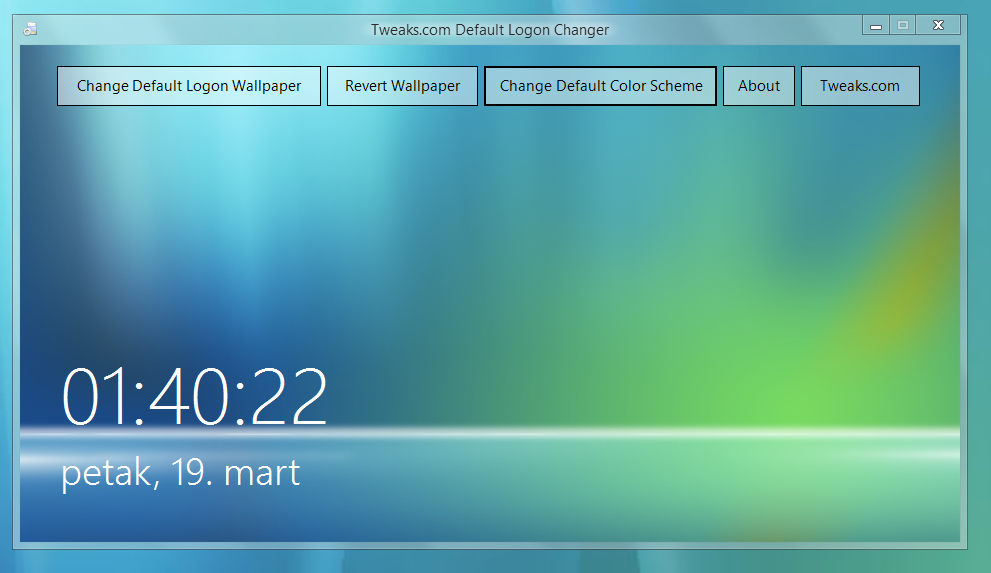 Tweaks.com Default Logon Changer
Change Default Logon Wallpaper Revert Wallpaper Change Default Color Scheme About Tweaks.com
01:40:22
petak, 19. mart